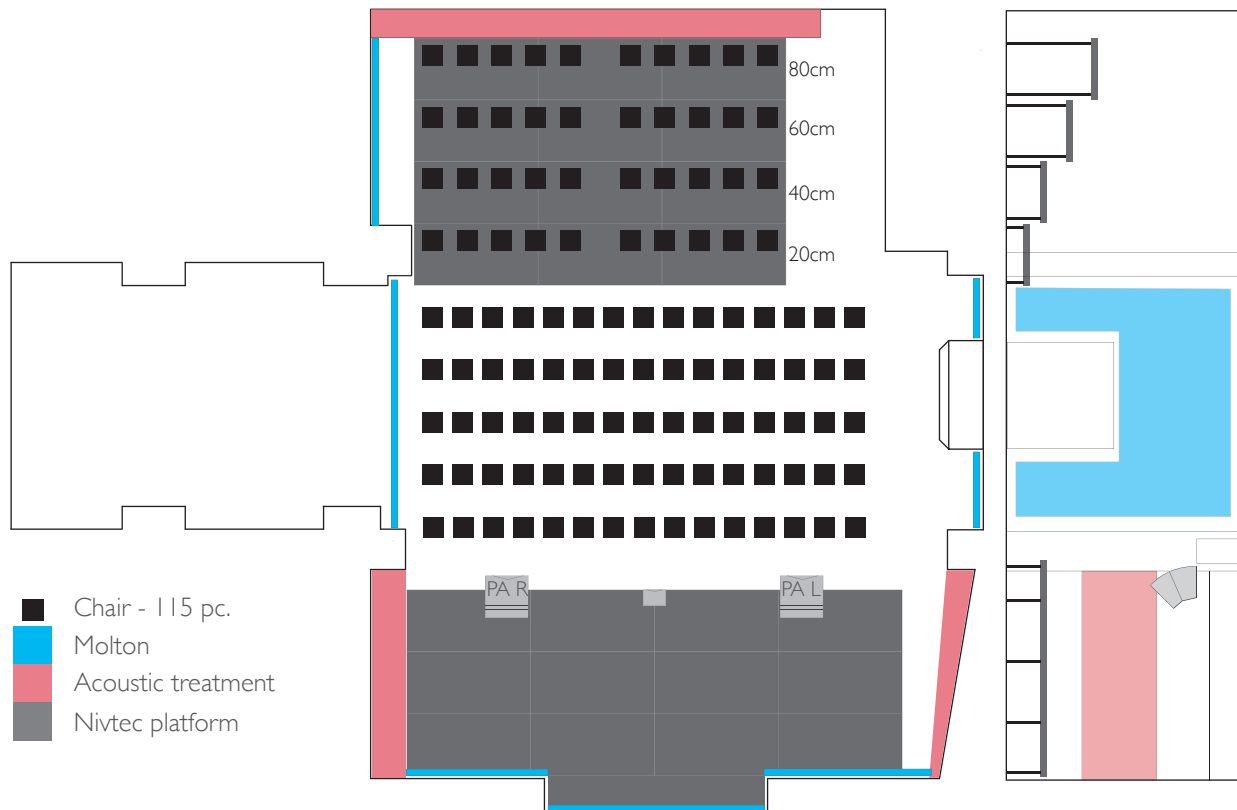 80cm
60cm
40cm
20cm
PA R
PA L
Chair - 115 pc.
Molton
Acoustic treatment
Nivtec platform